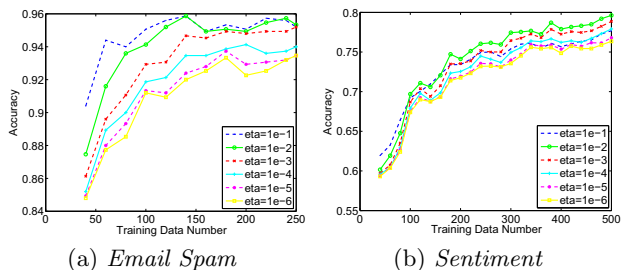 0.96
0.94
0.92
0.9
0.88
0.86
0.84
0
50
100
150
200
250
Accuracy
Training Data Number
eta=1e-1
eta=1e-2
eta=1e-3
eta=1e-4
eta=1e-5
eta=1e-6
(a) Email Spam
0.8
0.75
0.7
0.65
0.6
0.55
0
100
200
300
400
500
Accuracy
Training Data Number
eta=1e-1
eta=1e-2
eta=1e-3
eta=1e-4
eta=1e-5
eta=1e-6
(b) Sentiment